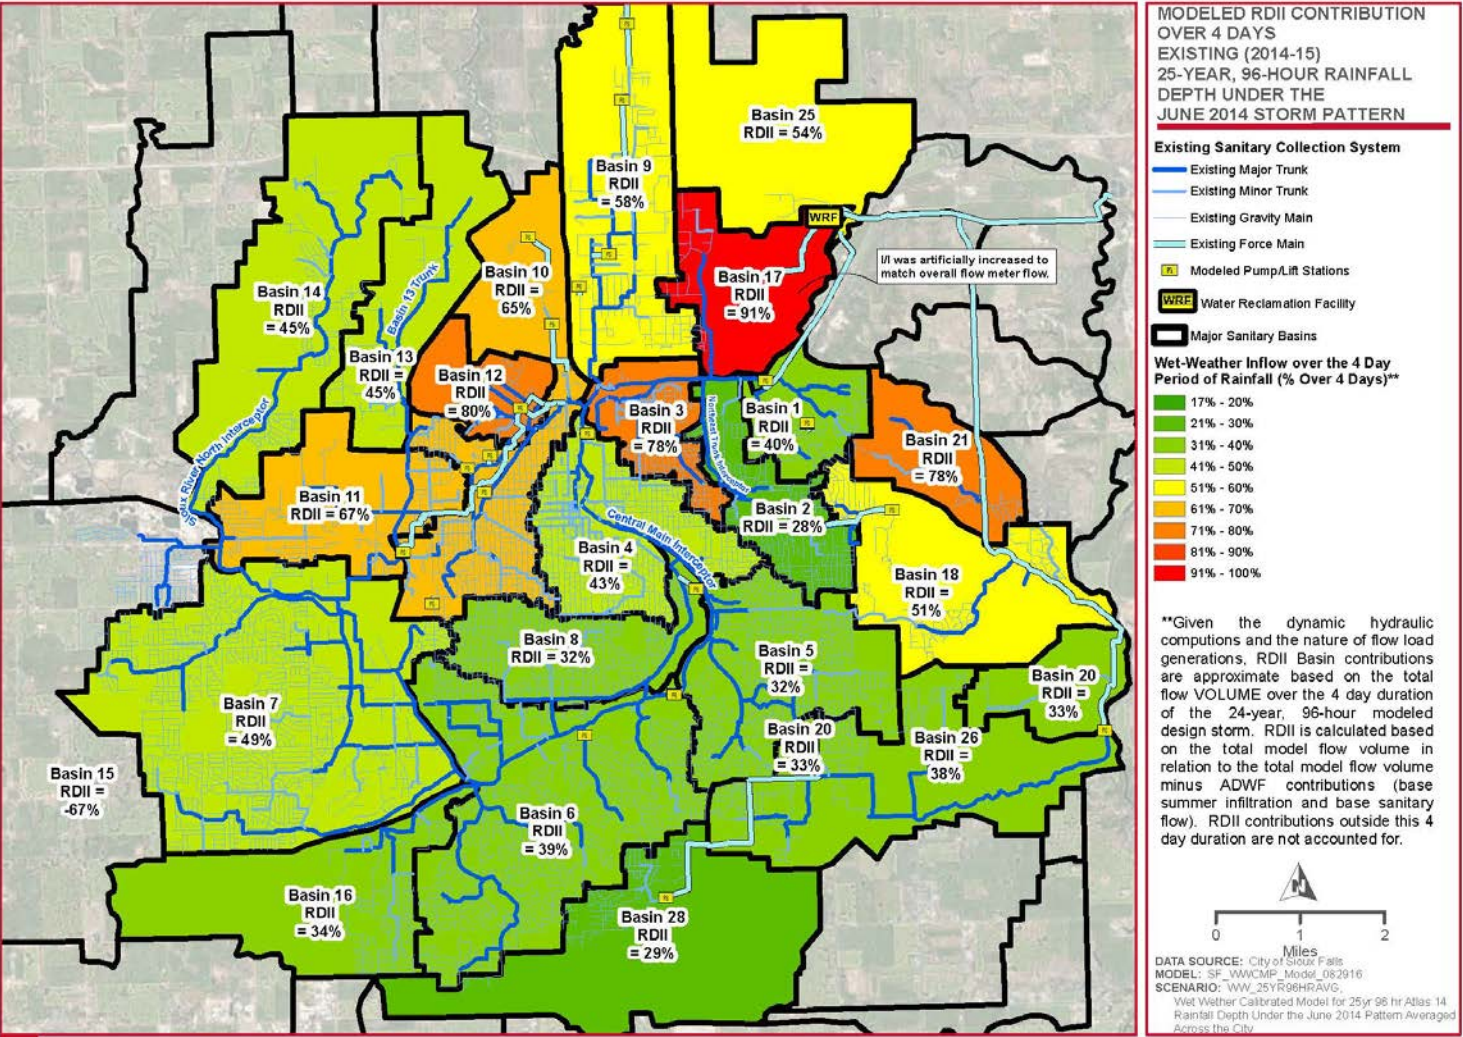 MODELED RDII CONTRIBUTION
OVER 4 DAYS
EXISTING (2014-15)
25-YEAR, 96-HOUR RAINFALL
DEPTH UNDER THE
JUNE 2014 STORM PATTERN
Existing Sanitary Collection System
Existing Major Trunk
Existing Minor Trunk
Existing Gravity Main
Existing Force Main
Modeled Pump/Lift Stations
WRF Water Reclamation Facility
Major Sanitary Basins
Wet-Weather Inflow over the 4 Day
Period of Rainfall (% Over 4 Days)**
17% - 20%
21% - 30%
31% - 40%
41% - 50%
51% - 60%
61% - 70%
71% - 80%
81% - 90%
91% - 100%
**Given the dynamic hydraulic
computions and the nature of flow load
generations, RDII Basin contributions
are approximate based on the total
flow VOLUME over the 4 day duration
of the 24-year, 96-hour modeled
design storm. RDII is calculated based
on the total model flow volume in
relation to the total model flow volume
minus ADWF contributions (base
summer infiltration and base sanitary
flow). RDII contributions outside this 4
day duration are not accounted for.
N
0 1 2
Miles
DATA SOURCE: City of Sioux Falls
MODEL: SF_WWCMP_Model_082916
SCENARIO: WW_25YR96HRAVG,
Wet Wether Calibrated Model for 25yr 96 hr Atlas 14
Rainfall Depth Under the June 2014 Pattern Averaged
Across the City
Basin 25
RDII = 54%
Basin 9
RDII
= 58%
WRF
I/I was artificially increased to
match overall flow meter flow.
Basin 17
RDII
= 91%
Basin 10
RDII =
65%
Basin 14
RDII
= 45%
Basin 13 Trunk
Basin 13
RDII =
45%
Basin 12
RDII
= 80%
Basin 3
RDII
= 78%
Northeast Trunk Interceptor
Basin 1
RDII
= 40%
Basin 21
RDII
= 78%
Sioux River North Interceptor
Basin 11
RDII = 67%
Basin 2
RDII = 28%
Central Main Interceptor
Basin 4
RDII =
43%
Basin 18
RDII =
51%
Basin 8
RDII = 32%
Basin 5
RDII =
32%
Basin 20
RDII =
33%
Basin 7
RDII
= 49%
Basin 20
RDII
= 33%
Basin 26
RDII =
38%
Basin 15
RDII =
-67%
Basin 6
RDII
= 39%
Basin 16
RDII
= 34%
Basin 28
RDII
= 29%